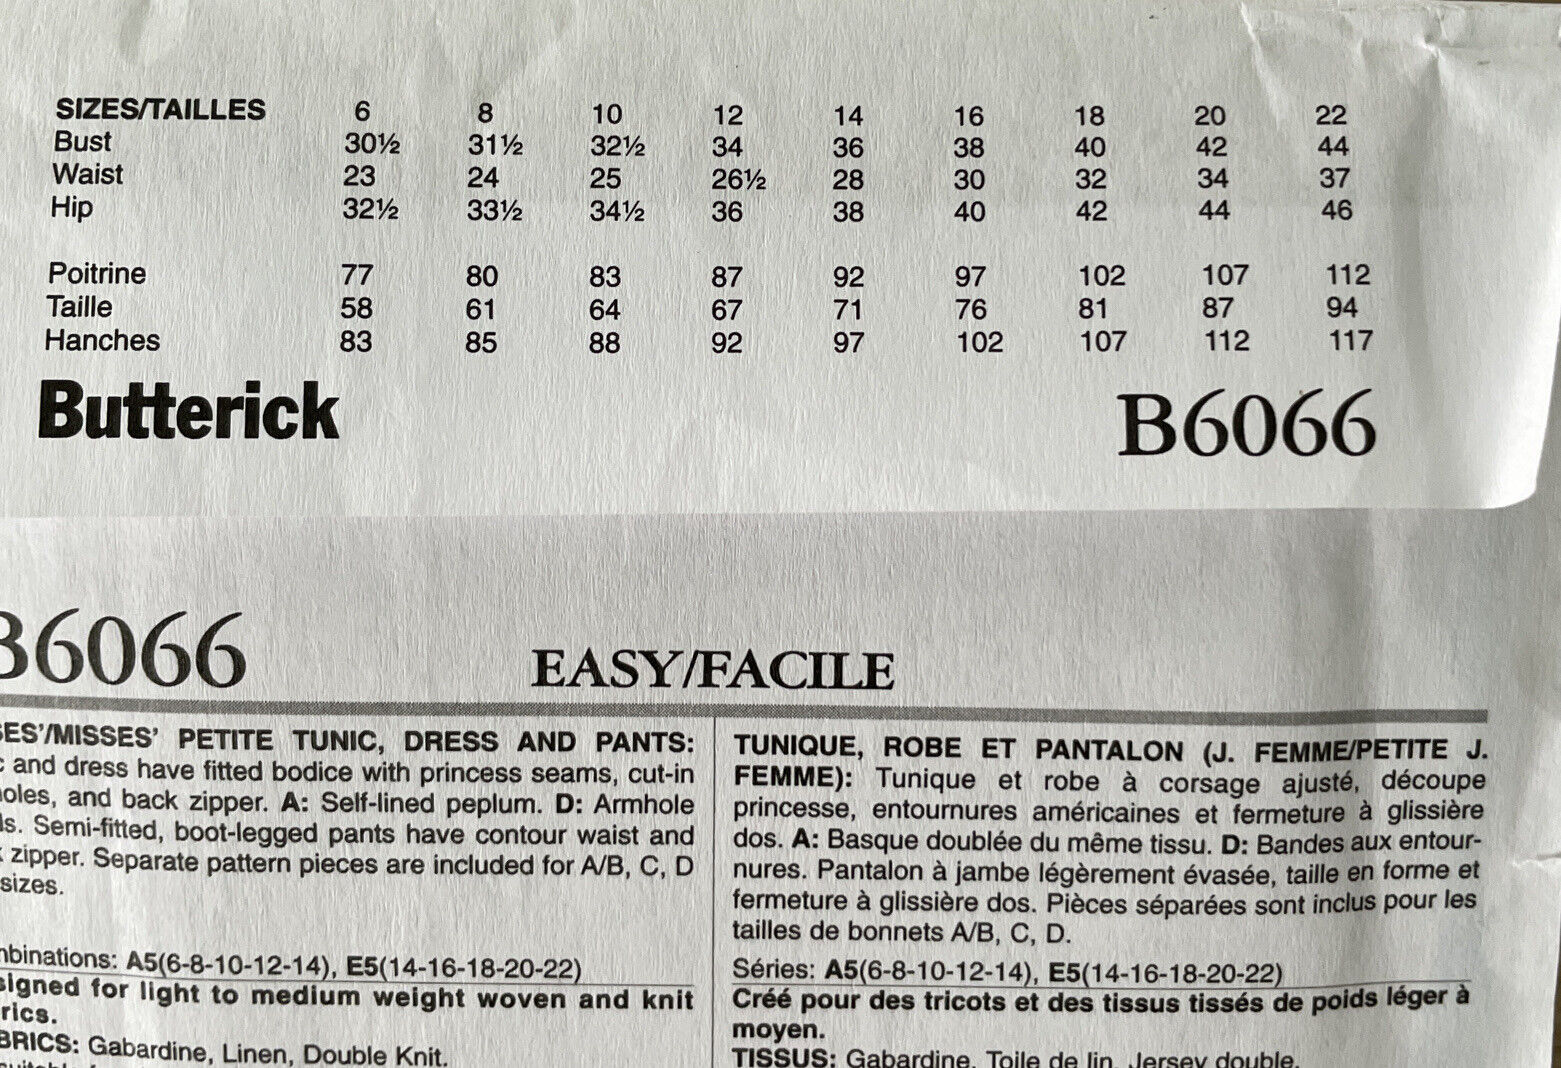 SIZES/TAILLES 6 8 10 12 14 16 18 20 22
Bust 30½ 31½ 32½ 34 36 38 40 42 44
Waist 23 24 25 26½ 28 30 32 34 37
Hip 32½ 33½ 34½ 36 38 40 42 44 46
Poitrine 77 80 83 87 92 97 102 107 112
Taille 58 61 64 67 71 76 81 87 94
Hanches 83 85 88 92 97 102 107 112 117
Butterick B6066
B6066 EASY/FACILE
ES'/MISSES' PETITE TUNIC, DRESS AND PANTS:
and dress have fitted bodice with princess seams, cut-in
oles, and back zipper. A: Self-lined peplum. D: Armhole
ls. Semi-fitted, boot-legged pants have contour waist and
zipper. Separate pattern pieces are included for A/B, C, D
sizes.
mbinations: A5(6-8-10-12-14), E5(14-16-18-20-22)
signed for light to medium weight woven and knit
rics.
BRICS: Gabardine, Linen, Double Knit.
TUNIQUE, ROBE ET PANTALON (J. FEMME/PETITE J.
FEMME): Tunique et robe à corsage ajusté, découpe
princesse, entournures américaines et fermeture à glissière
dos. A: Basque doublée du même tissu. D: Bandes aux entour-
nures. Pantalon à jambe légèrement évasée, taille en forme et
fermeture à glissière dos. Pièces séparées sont inclus pour les
tailles de bonnets A/B, C, D.
Séries: A5(6-8-10-12-14), E5(14-16-18-20-22)
Créé pour des tricots et des tissus tissés de poids léger à
moyen.
TISSUS: Gabardine, Toile de lin, Jersey double.